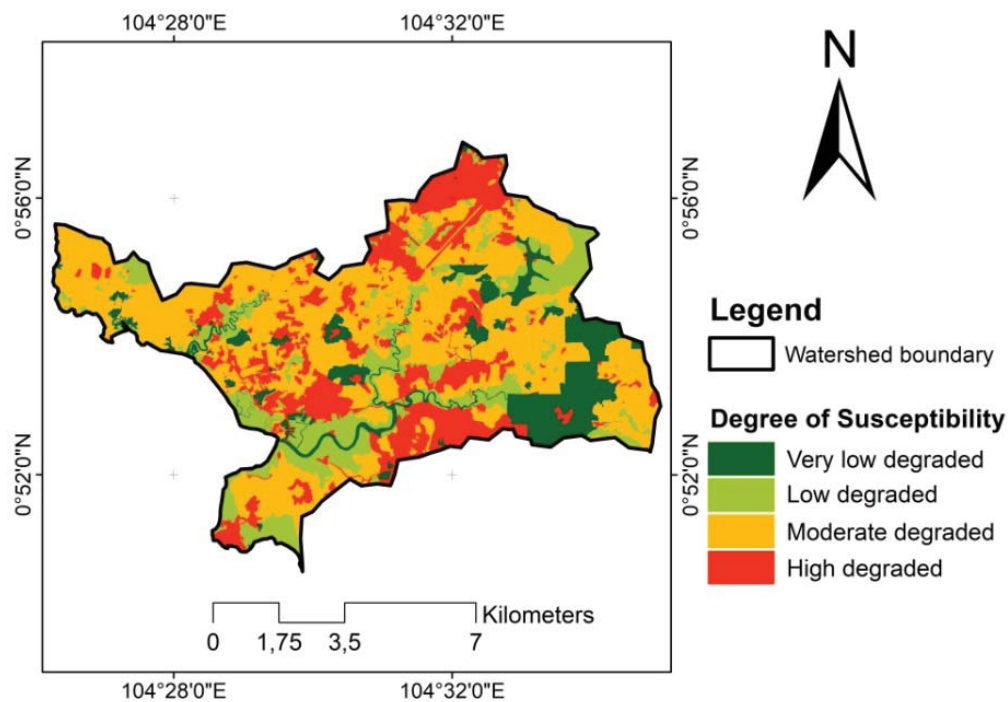 104°28'0"E 104°32'0"E
N
0°56'0"N 0°56'0"N
Legend
Watershed boundary
Degree of Susceptibility
Very low degraded
0°52'0"N 0°52'0"N
Low degraded
Moderate degraded
High degraded
Kilometers
0 1,75 3,5 7
104°28'0"E 104°32'0"E